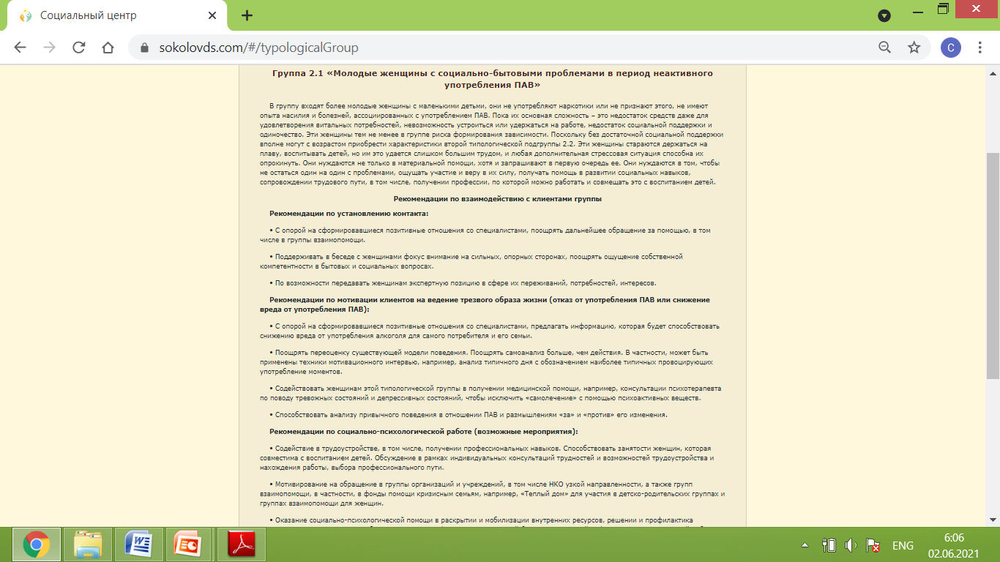 Социальный центр
sokolovds.com/#/typologicalGroup
C
Группа 2.1 «Молодые женщины с социально-бытовыми проблемами в период неактивного
употребления ПАВ»
В группу входят более молодые женщины с маленькими детьми, они не употребляют наркотики или не признают этого, не имеют
опыта насилия и болезней, ассоциированных с употреблением ПАВ. Пока их основная сложность – это недостаток средств даже для
удовлетворения витальных потребностей, невозможность устроиться или удержаться на работе, недостаток социальной поддержки и
одиночество. Эти женщины тем не менее в группе риска формирования зависимости. Поскольку без достаточной социальной поддержки
вполне могут с возрастом приобрести характеристики второй типологической подгруппы 2.2. Эти женщины стараются держаться на
плаву, воспитывать детей, но им это удается слишком большим трудом, и любая дополнительная стрессовая ситуация способна их
опрокинуть. Они нуждаются не только в материальной помощи, хотя и запрашивают в первую очередь ее. Они нуждаются в том, чтобы
не остаться один на один с проблемами, ощущать участие и веру в их силу, получать помощь в развитии социальных навыков,
сопровождении трудового пути, в том числе, получении профессии, по которой можно работать и совмещать это с воспитанием детей.
Рекомендации по взаимодействию с клиентами группы
Рекомендации по установлению контакта:
• С опорой на сформировавшиеся позитивные отношения со специалистами, поощрять дальнейшее обращение за помощью, в том
числе в группы взаимопомощи.
• Поддерживать в беседе с женщинами фокус внимание на сильных, опорных сторонах, поощрять ощущение собственной
компетентности в бытовых и социальных вопросах.
• По возможности передавать женщинам экспертную позицию в сфере их переживаний, потребностей, интересов.
Рекомендации по мотивации клиентов на ведение трезвого образа жизни (отказ от употребления ПАВ или снижение
вреда от употребления ПАВ):
• С опорой на сформировавшиеся позитивные отношения со специалистами, предлагать информацию, которая будет способствовать
снижению вреда от употребления алкоголя для самого потребителя и его семьи.
• Поощрять переоценку существующей модели поведения. Поощрять самоанализ больше, чем действия. В частности, может быть
применены техники мотивационного интервью, например, анализ типичного дня с обозначением наиболее типичных провоцирующих
употребление моментов.
• Содействовать женщинам этой типологической группы в получении медицинской помощи, например, консультации психотерапевта
по поводу тревожных состояний и депрессивных состояний, чтобы исключить «самолечение» с помощью психоактивных веществ.
• Способствовать анализу привычного поведения в отношении ПАВ и размышлениям «за» и «против» его изменения.
Рекомендации по социально-психологической работе (возможные мероприятия):
• Содействие в трудоустройстве, в том числе, получении профессиональных навыков. Способствовать занятости женщин, которая
совместима с воспитанием детей. Обсуждение в рамках индивидуальных консультаций трудностей и возможностей трудоустройства и
нахождения работы, выбора профессионального пути.
• Мотивирование на обращение в группы организаций и учреждений, в том числе НКО узкой направленности, а также групп
взаимопомощи, в частности, в фонды помощи кризисным семьям, например, «Теплый дом» для участия в детско-родительских группах и
группах взаимопомощи для женщин.
• Оказание социально-психологической помощи в раскрытии и мобилизации внутренних ресурсов, решении и профилактика
ENG
6:06
02.06.2021